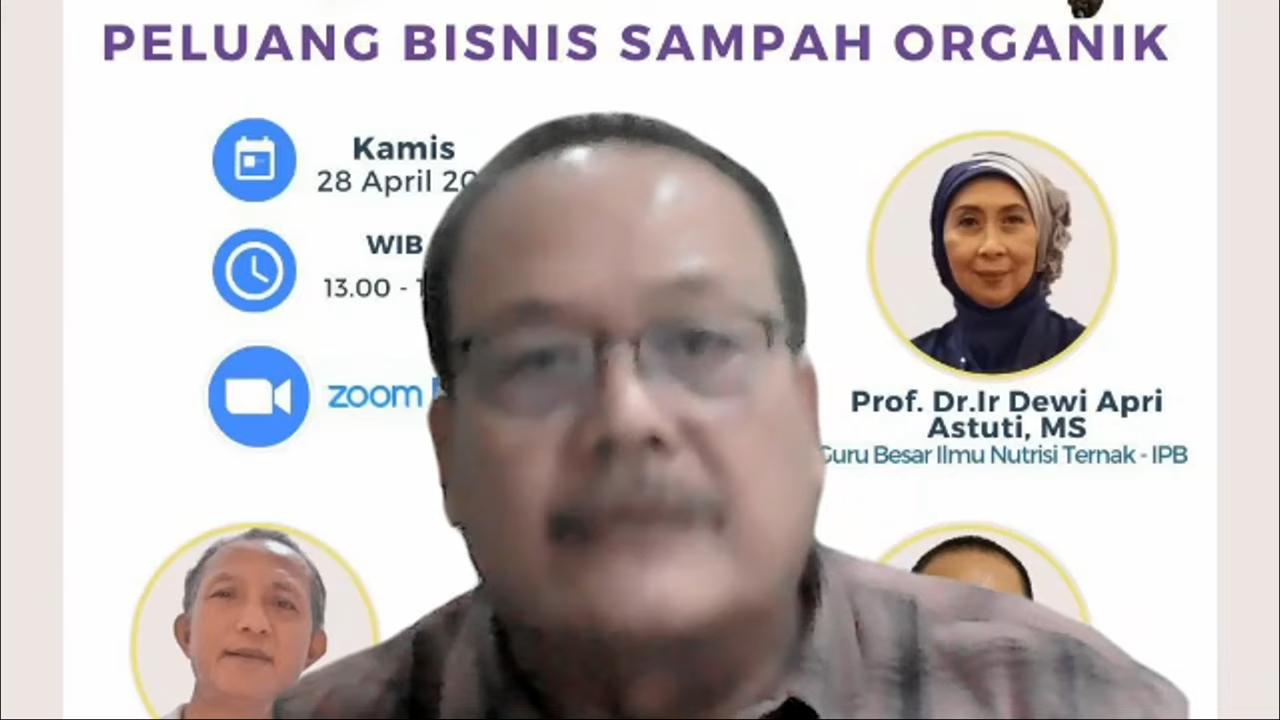 PELUANG BISNIS SAMPAH ORGANIK
Kamis
28 April 20
WIB
13.00 -
zoom
Prof. Dr.Ir Dewi Apri
Astuti, MS
Guru Besar Ilmu Nutrisi Ternak - IPB